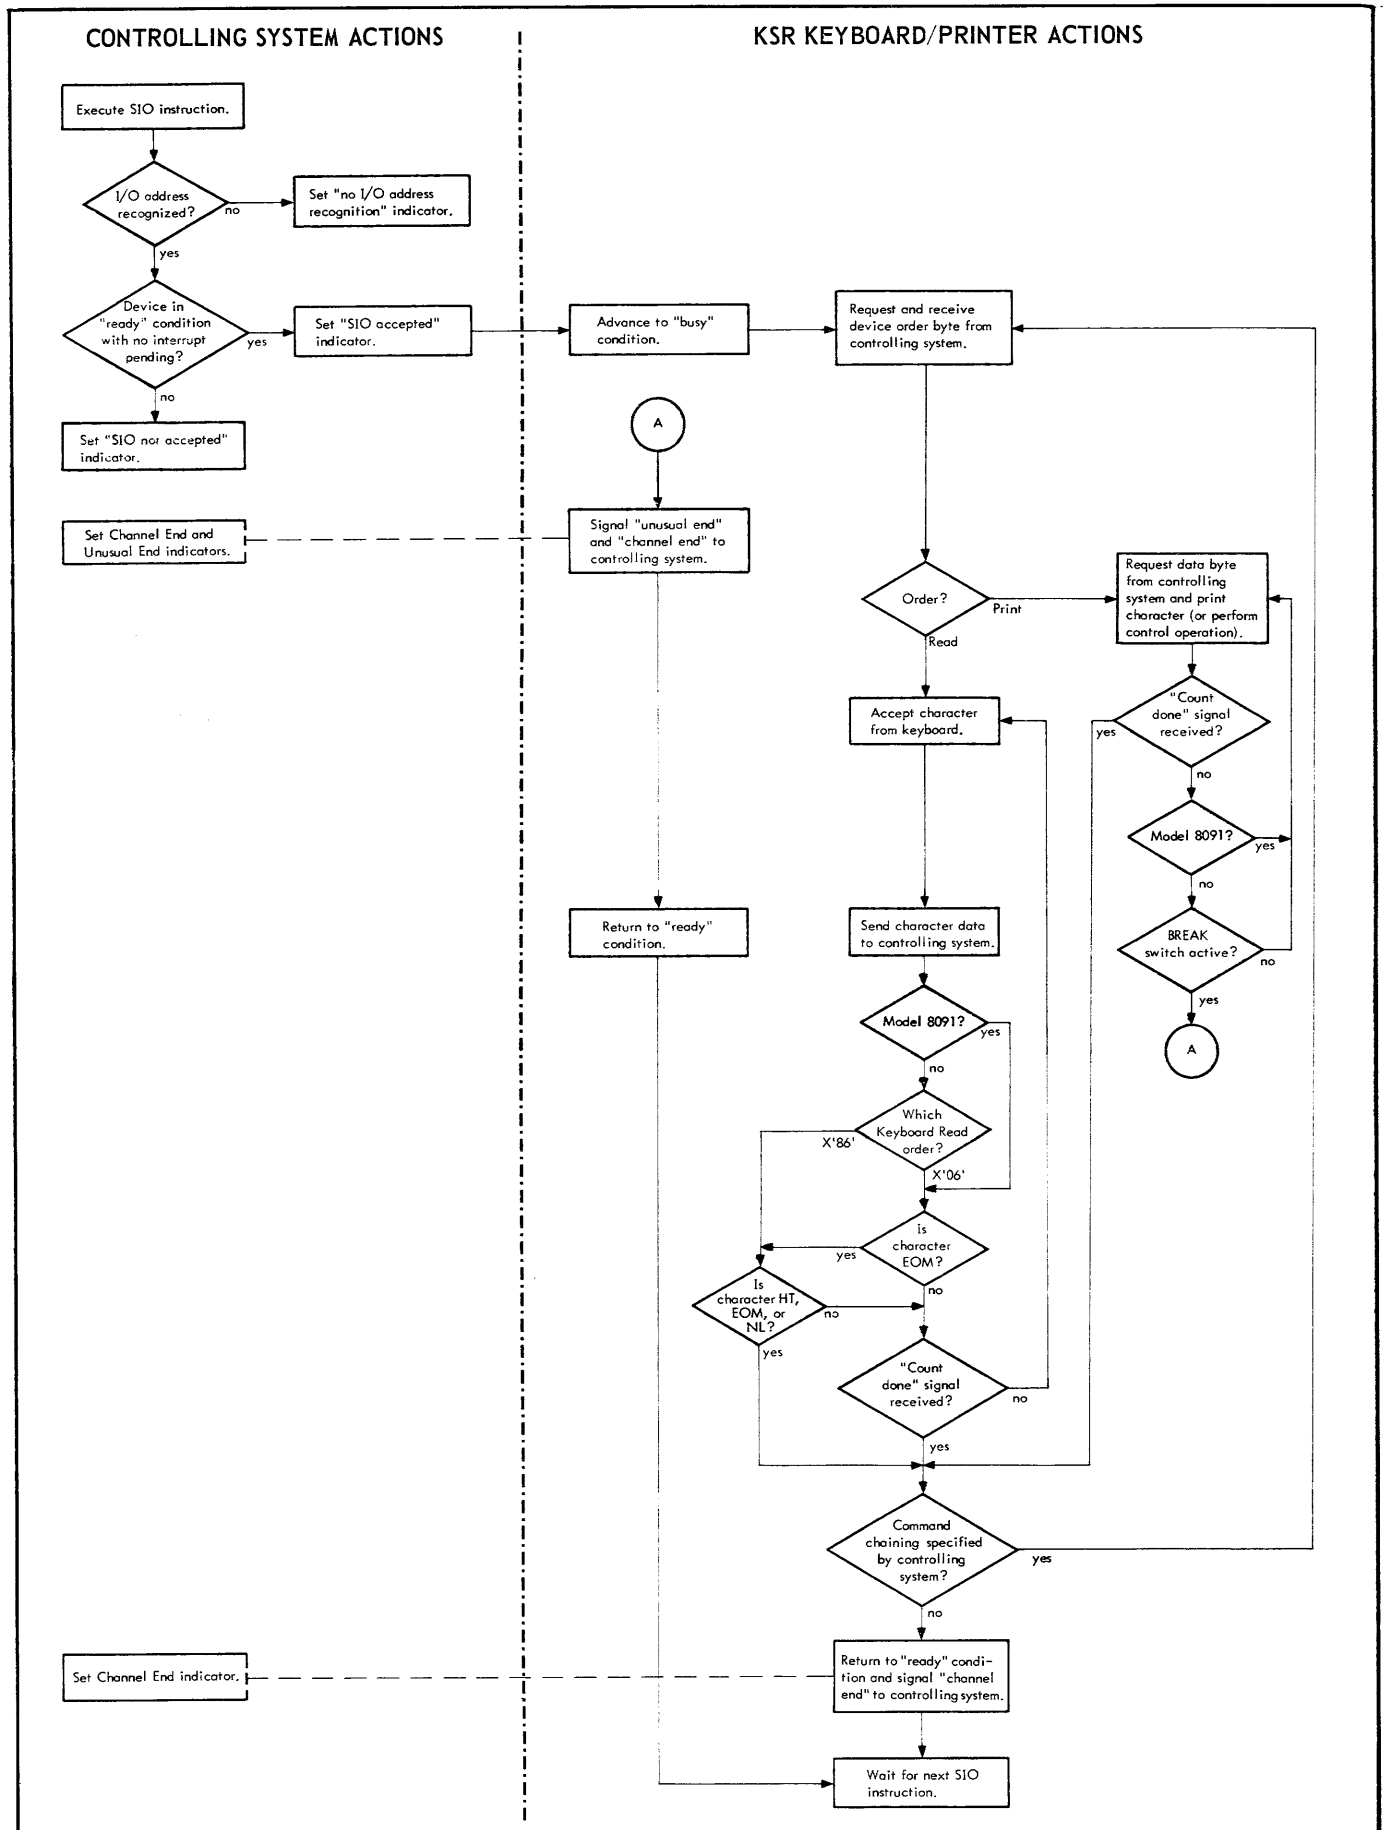 CONTROLLING SYSTEM ACTIONS
KSR KEYBOARD/PRINTER ACTIONS
Execute SIO instruction.
I/O address
recognized?
no
Set "no I/O address
recognition" indicator.
yes
Device in
"ready" condition
with no interrupt
pending?
yes
Set "SIO accepted"
indicator.
Advance to "busy"
condition.
Request and receive
device order byte from
controlling system.
no
Set "SIO not accepted"
indicator.
A
Set Channel End and
Unusual End indicators.
Signal "unusual end"
and "channel end" to
controlling system.
Order?
Print
Read
Request data byte
from controlling
system and print
character (or perform
control operation).
Accept character
from keyboard.
"Count
done" signal
received?
yes
no
Model 8091?
yes
no
Return to "ready"
condition.
Send character data
to controlling system.
BREAK
switch active?
no
yes
A
Model 8091?
yes
no
Which
Keyboard Read
order?
X'86'
X'06'
Is
character
EOM?
yes
no
Is
character HT,
EOM, or
NL?
no
yes
"Count
done" signal
received?
no
yes
Command
chaining specified
by controlling
system?
yes
no
Set Channel End indicator.
Return to "ready" condi-
tion and signal "channel
end" to controlling system.
Wait for next SIO
instruction.